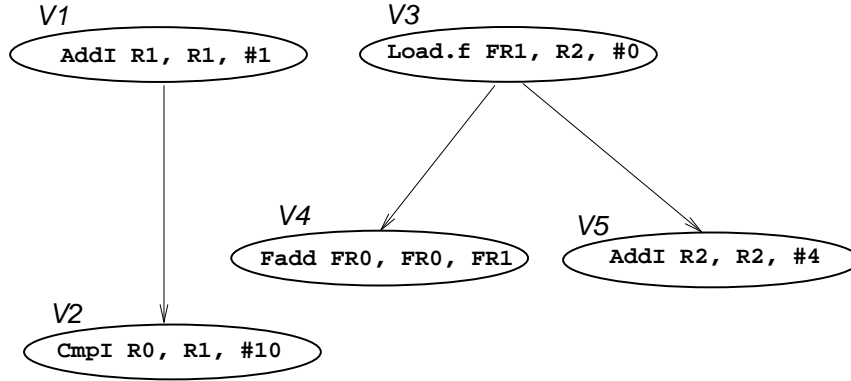 V1
AddI R1, R1, #1
V3
Load.f FR1, R2, #0
V4
Fadd FR0, FR0, FR1
V5
AddI R2, R2, #4
V2
CmpI R0, R1, #10